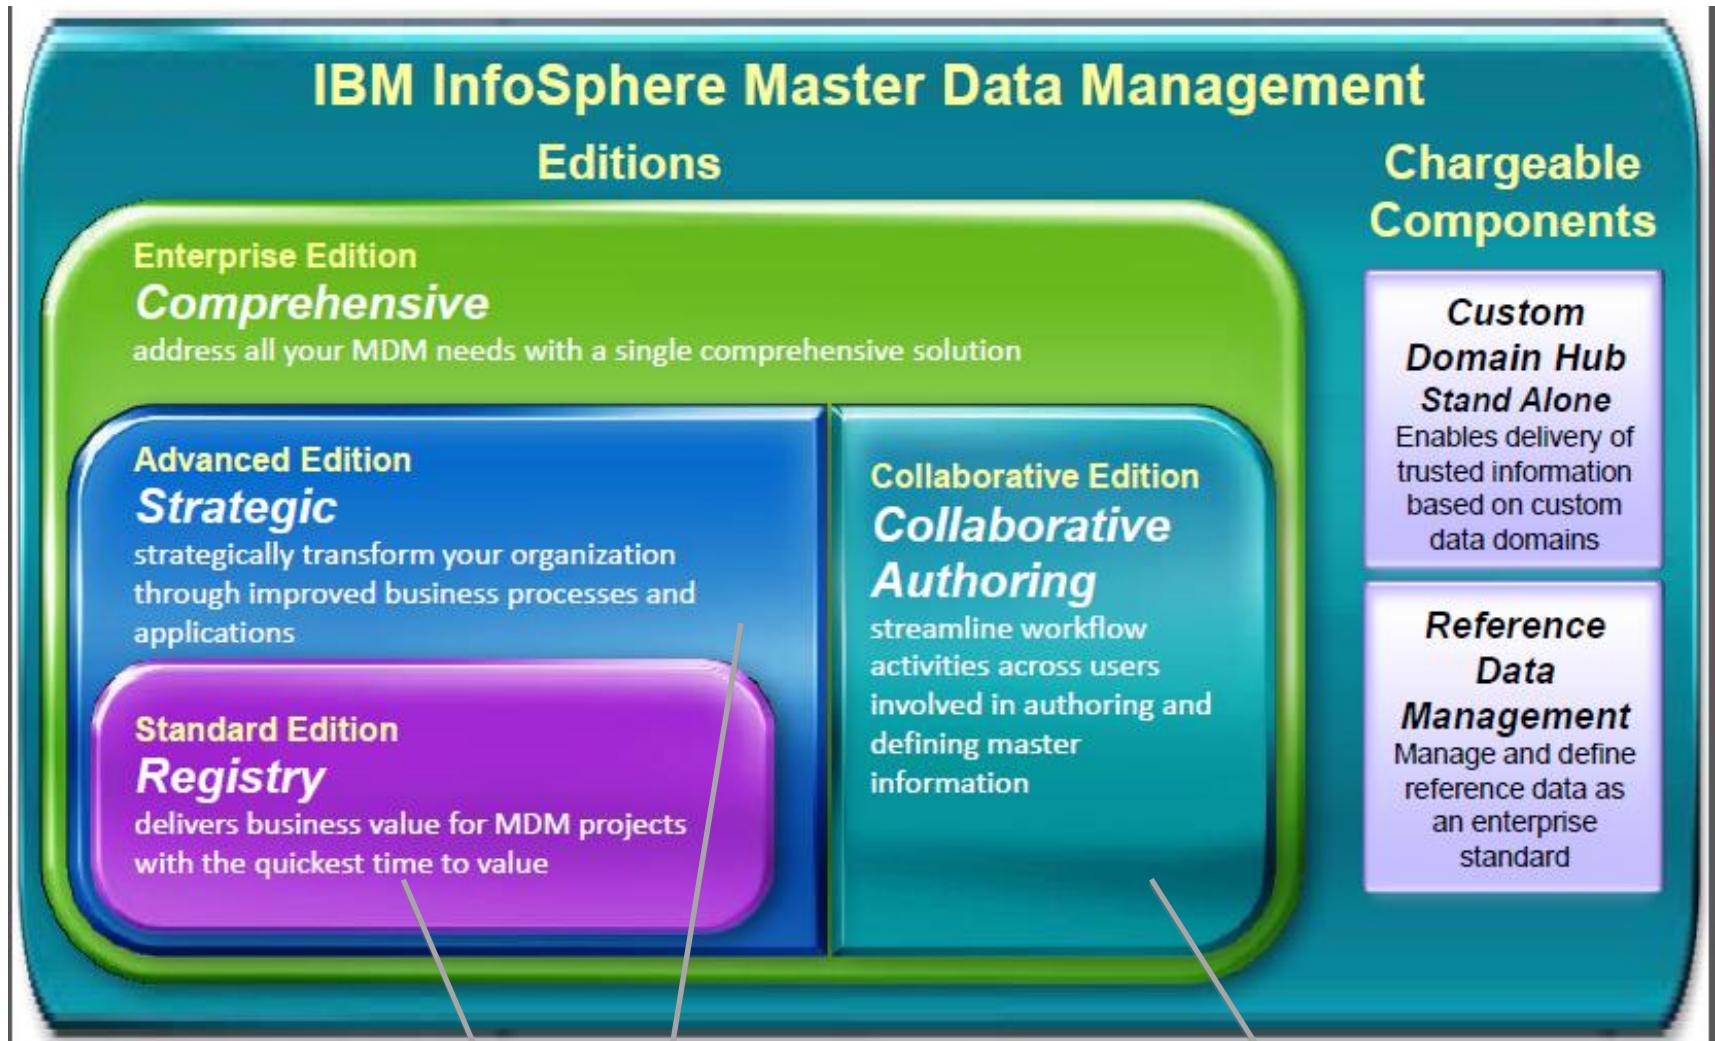 IBM InfoSphere Master Data Management
Editions
Enterprise Edition
Comprehensive
address all your MDM needs with a single comprehensive solution
Advanced Edition
Strategic
strategically transform your organization
through improved business processes and
applications
Standard Edition
Registry
delivers business value for MDM projects
with the quickest time to value
Collaborative Edition
Collaborative
Authoring
streamline workflow
activities across users
involved in authoring and
defining master
information
Chargeable
Components
Custom
Domain Hub
Stand Alone
Enables delivery of
trusted information
based on custom
data domains
Reference
Data
Management
Manage and define
reference data as
an enterprise
standard